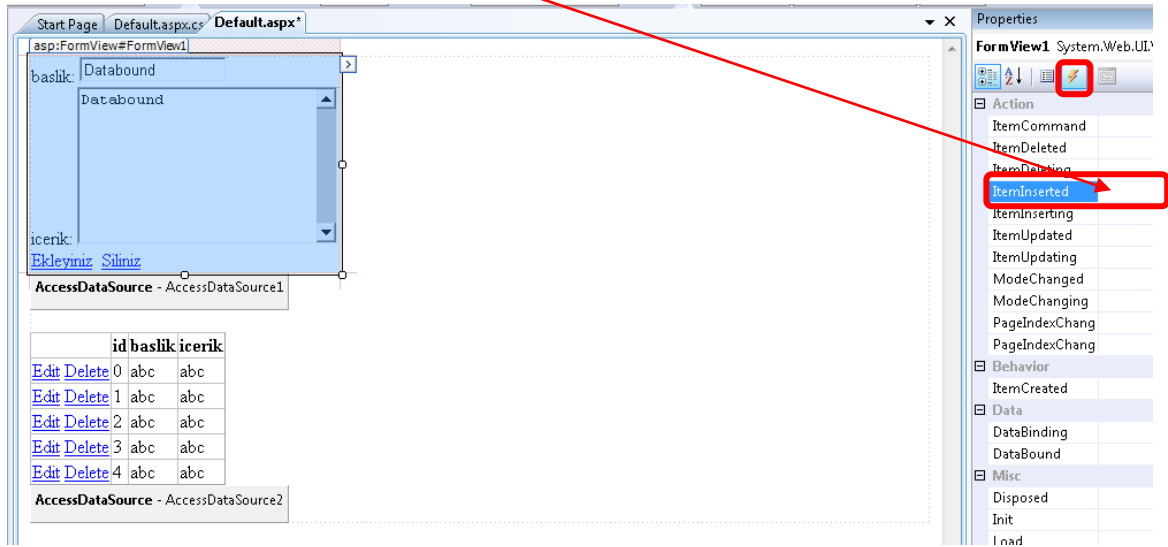 Start Page Default.aspx.cs Default.aspx*
asp:FormView#FormView1
baslik: Databound
Databound
icerik:
Ekleyiniz Siliniz
AccessDataSource - AccessDataSource1
id baslik icerik
Edit Delete 0 abc abc
Edit Delete 1 abc abc
Edit Delete 2 abc abc
Edit Delete 3 abc abc
Edit Delete 4 abc abc
AccessDataSource - AccessDataSource2
Properties
FormView1 System.Web.UI.
Action
ItemCommand
ItemDeleted
ItemDeleting
ItemInserted
ItemInserting
ItemUpdated
ItemUpdating
ModeChanged
ModeChanging
PageIndexChang
PageIndexChang
Behavior
ItemCreated
Data
DataBinding
DataBound
Misc
Disposed
Init
Load